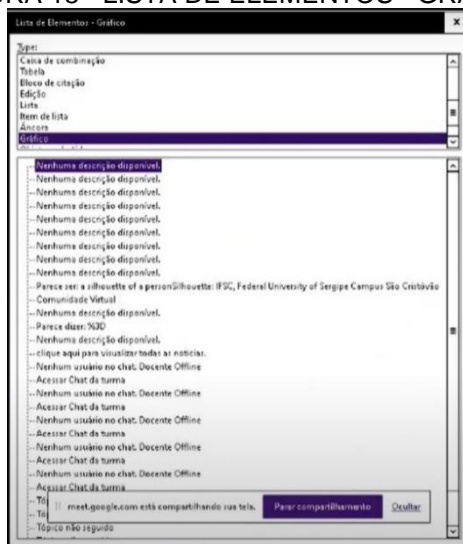 Lista de Elementos - Gráfico
x
Type:
Caixa de combinação
Tabela
Bloco de citação
Edição
Lista
Item de lista
Âncora
Gráfico
Nenhuma descrição disponível.
Nenhuma descrição disponível.
Nenhuma descrição disponível.
Nenhuma descrição disponível.
Nenhuma descrição disponível.
Nenhuma descrição disponível.
Nenhuma descrição disponível.
Nenhuma descrição disponível.
Nenhuma descrição disponível.
Parece ser: a silhouette of a personSilhouette: IFSC, Federal University of Sergipe Campus São Cristóvão
Comunidade Virtual
Nenhuma descrição disponível.
Parece dizer: %3D
Nenhuma descrição disponível.
clique aqui para visualizar todas as noticias.
Nenhum usuário no chat. Docente Offline
Acessar Chat da turma
Nenhum usuário no chat. Docente Offline
Acessar Chat da turma
Nenhum usuário no chat. Docente Offline
Acessar Chat da turma
Nenhum usuário no chat. Docente Offline
Acessar Chat da turma
Nenhum usuário no chat. Docente Offline
Acessar Chat da turma
meet.google.com está compartilhando sua tela. Parar compartilhamento Ocultar
Tópico não seguido